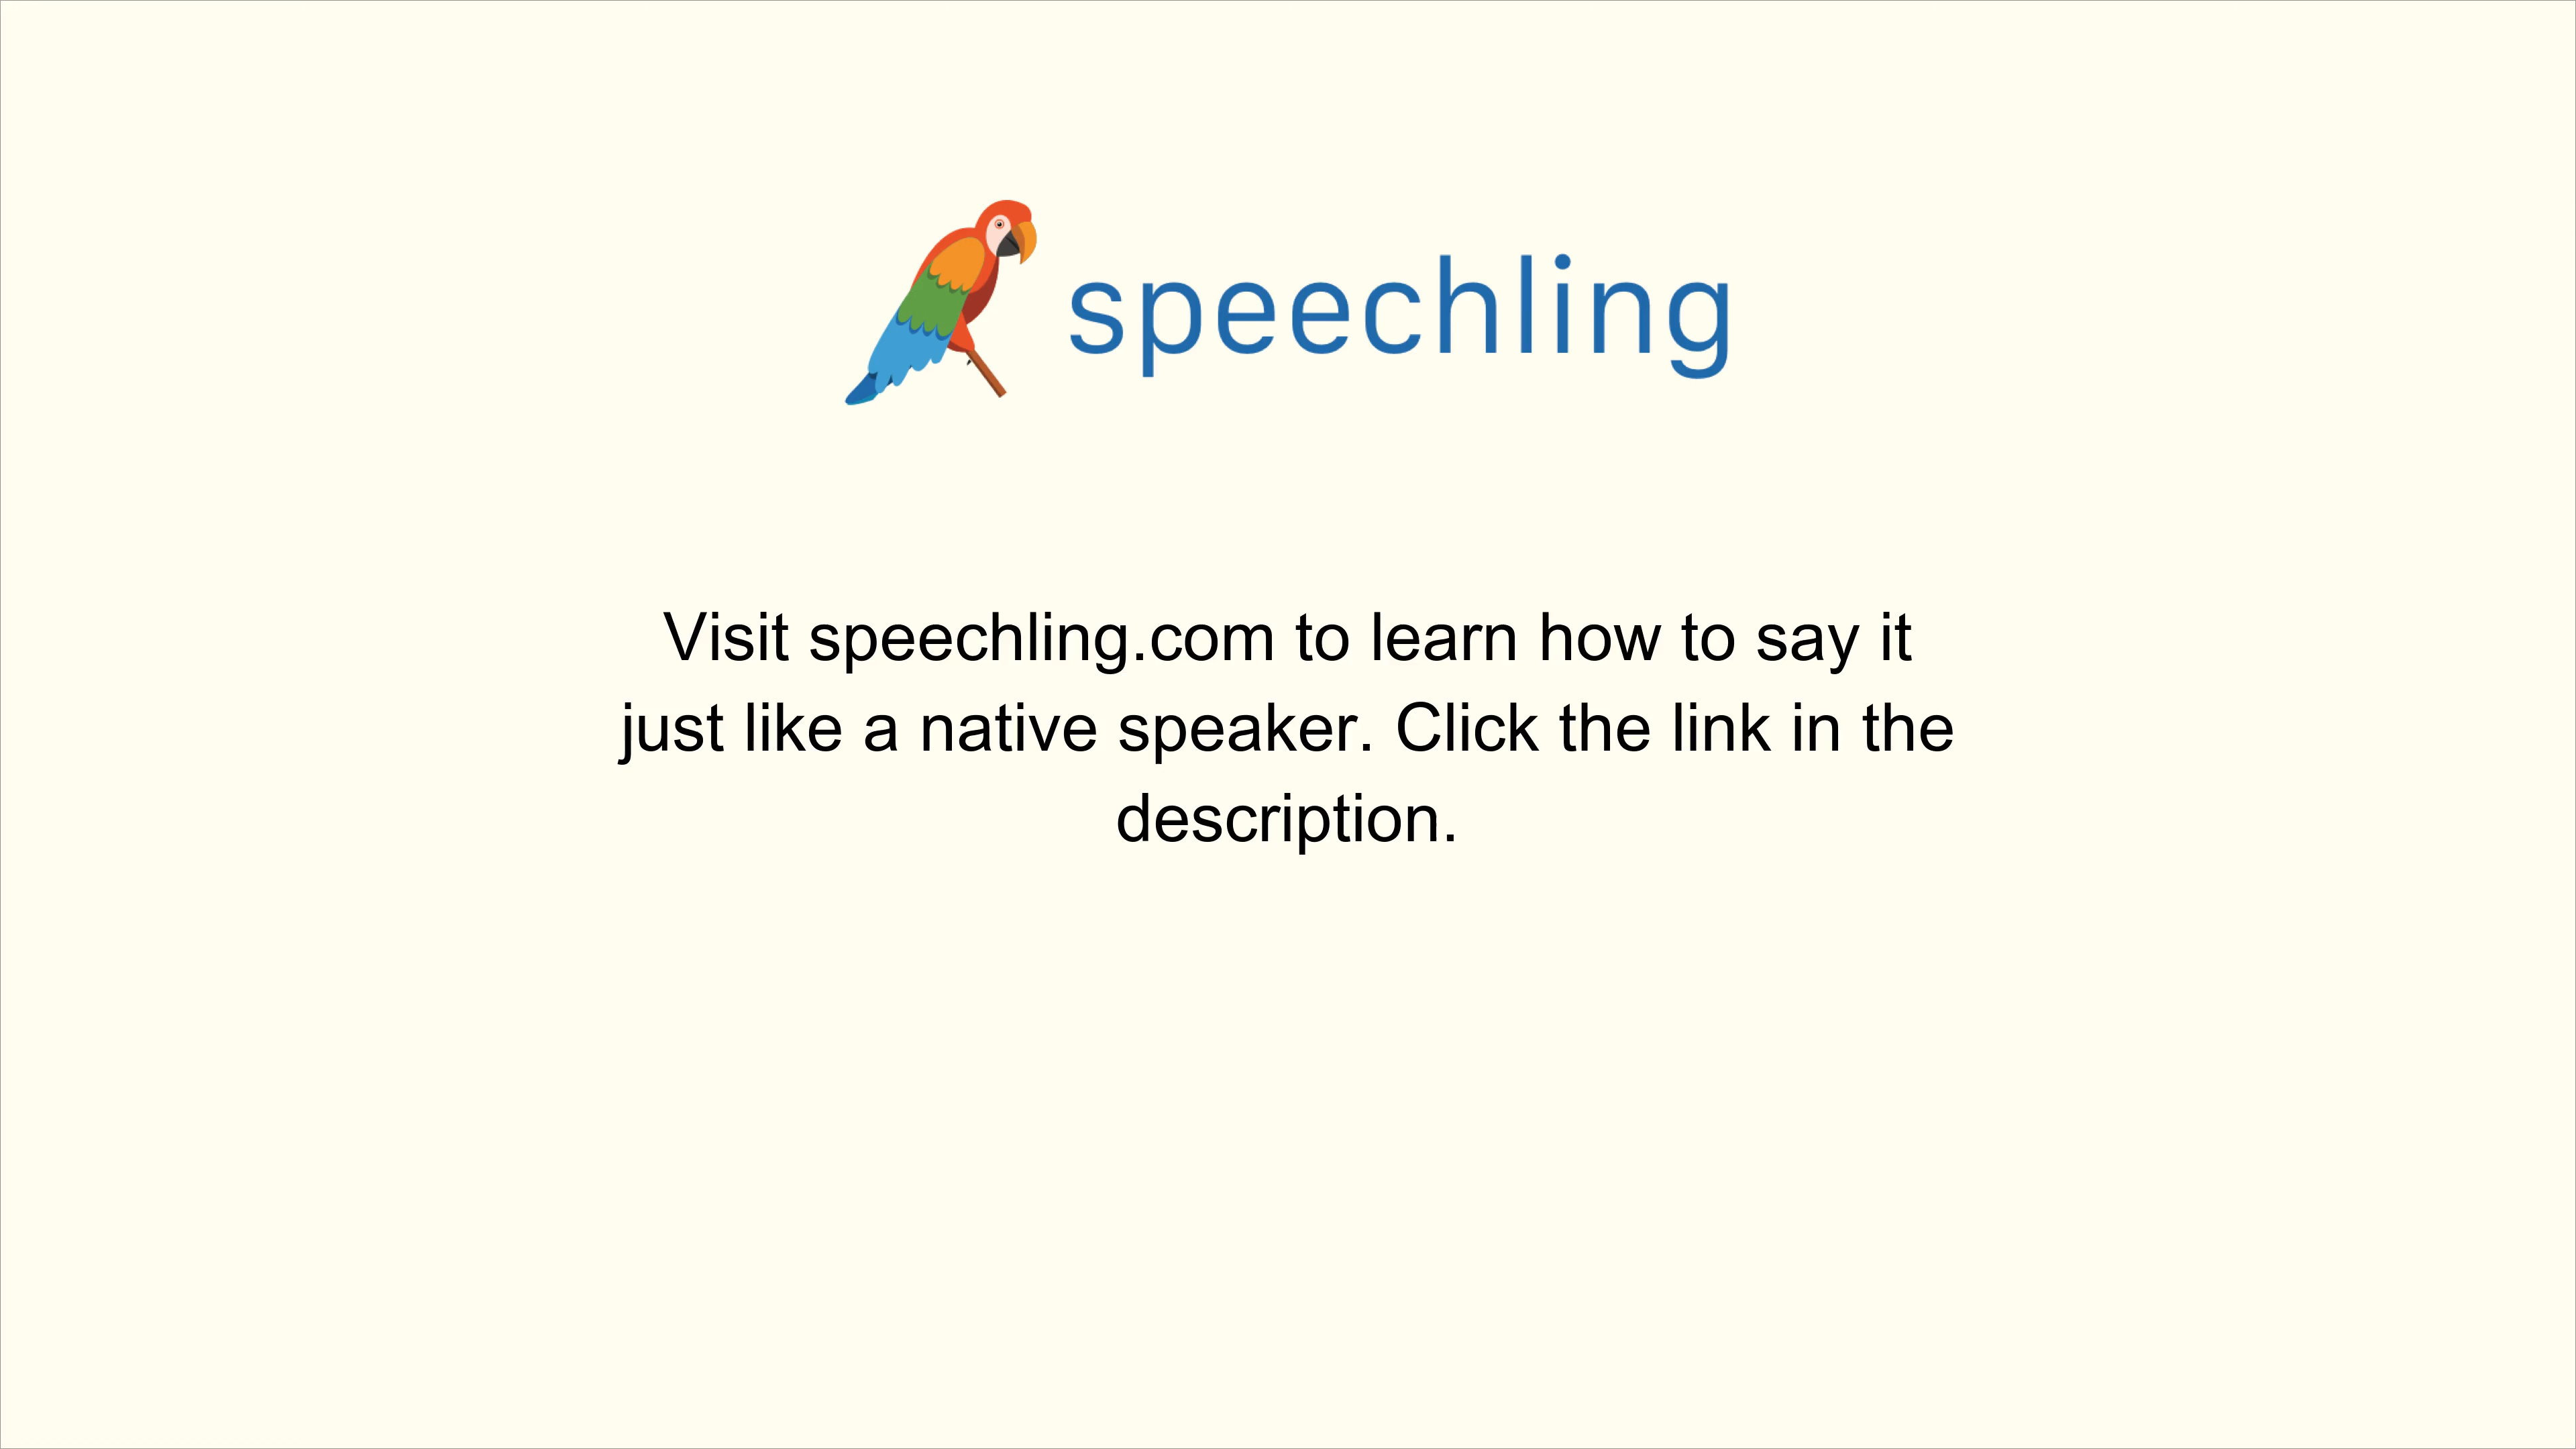 speechling
Visit speechling.com to learn how to say it
just like a native speaker. Click the link in the
description.